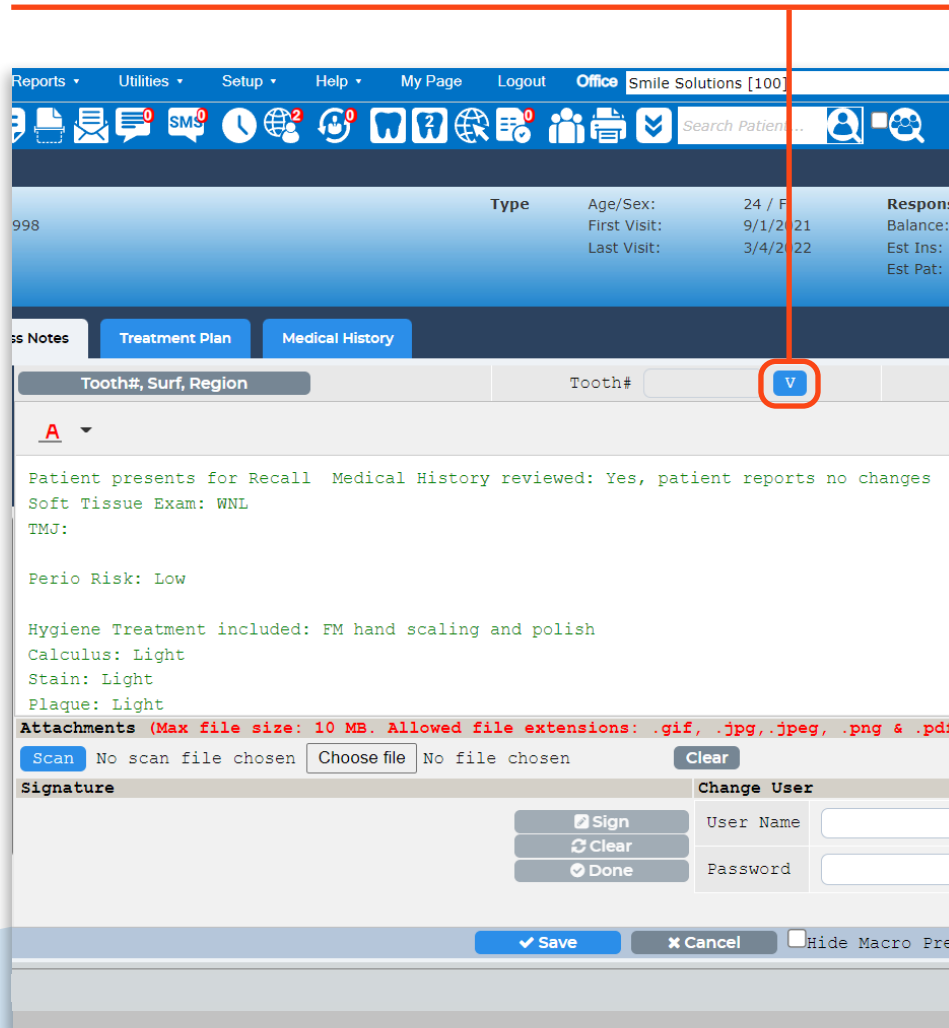 Reports Utilities Setup Help My Page Logout Office Smile Solutions [100]
0 SMS 0 2 0 2 0 Search Patient...
Type Age/Sex: 24 / F Respons
998 First Visit: 9/1/2021 Balance:
Last Visit: 3/4/2022 Est Ins:
Est Pat:
ss Notes Treatment Plan Medical History
Tooth#, Surf, Region Tooth# V
A
Patient presents for Recall Medical History reviewed: Yes, patient reports no changes
Soft Tissue Exam: WNL
TMJ:
Perio Risk: Low
Hygiene Treatment included: FM hand scaling and polish
Calculus: Light
Stain: Light
Plaque: Light
Attachments (Max file size: 10 MB. Allowed file extensions: .gif, .jpg,.jpeg, .png & .pdf
Scan No scan file chosen Choose file No file chosen Clear
Signature Change User
Sign User Name
Clear
Done Password
Save Cancel Hide Macro Pre